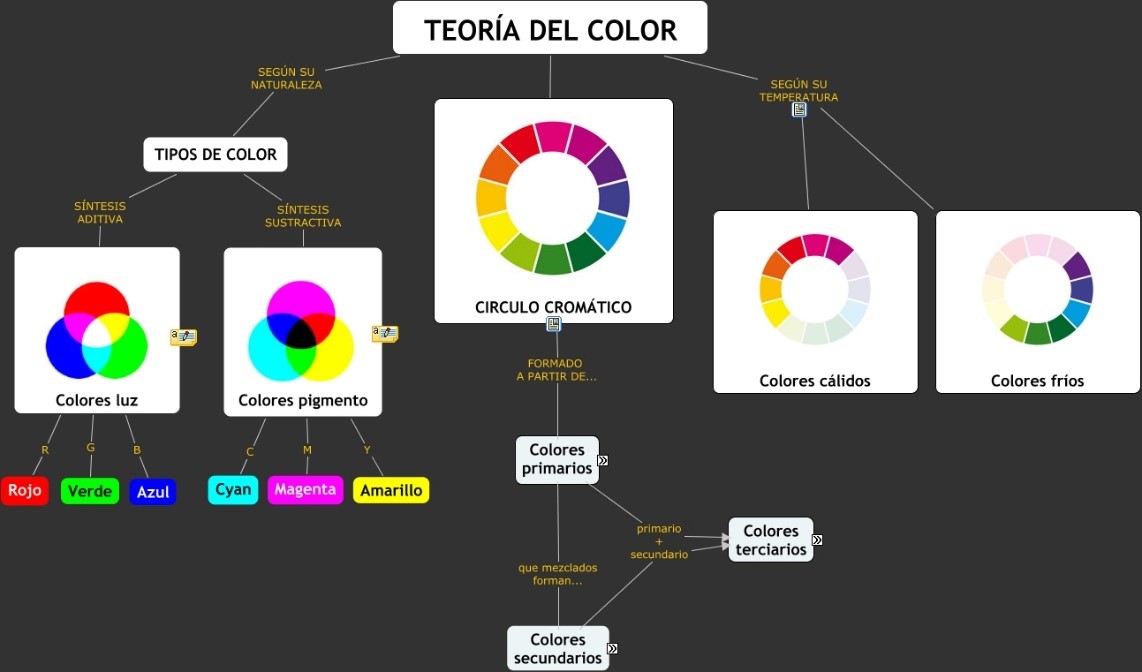 TEORÍA DEL COLOR
SEGÚN SU
NATURALEZA
TIPOS DE COLOR
SÍNTESIS
ADITIVA
SÍNTESIS
SUSTRACTIVA
Colores luz
Colores pigmento
R
G
B
C
M
Y
Rojo
Verde
Azul
Cyan
Magenta
Amarillo
CIRCULO CROMÁTICO
FORMADO
A PARTIR DE...
Colores
primarios
que mezclados
forman...
primario
+
secundario
Colores
terciarios
Colores
secundarios
SEGÚN SU
TEMPERATURA
Colores cálidos
Colores fríos